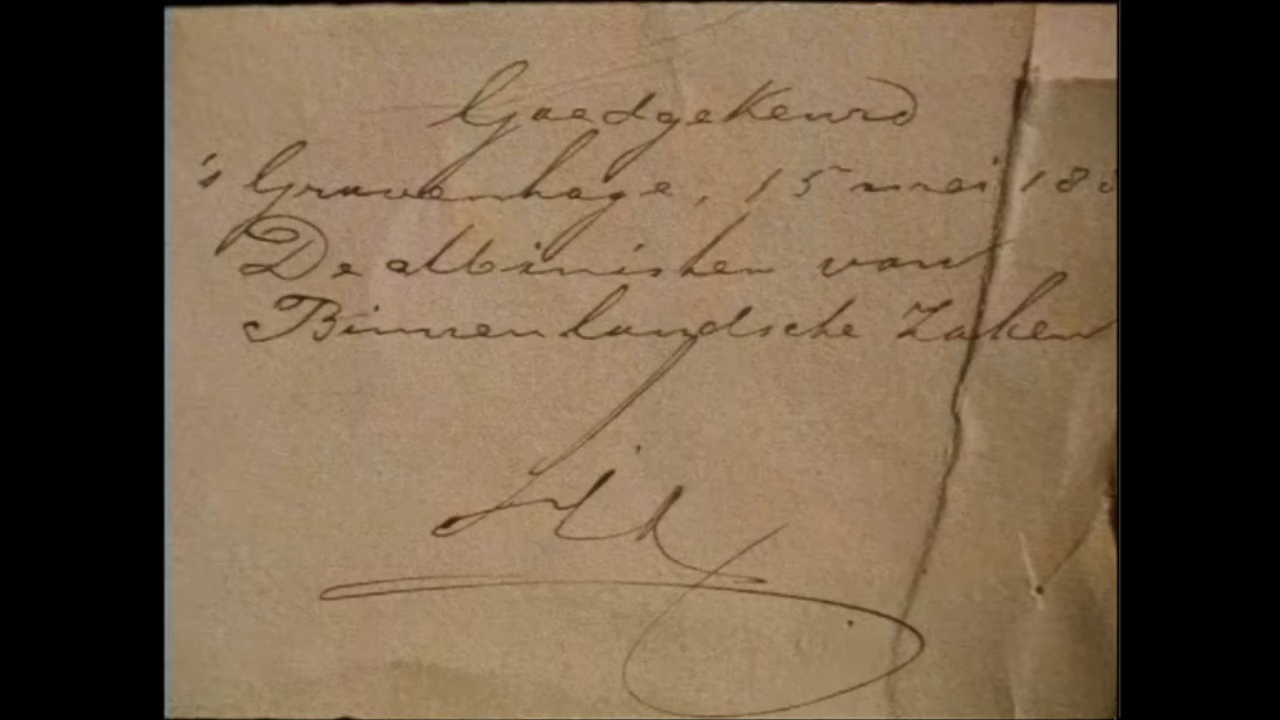 Goedgekeurd
's Gravenhage, 15 mei 18
De Minister van
Binnenlandsche Zaken